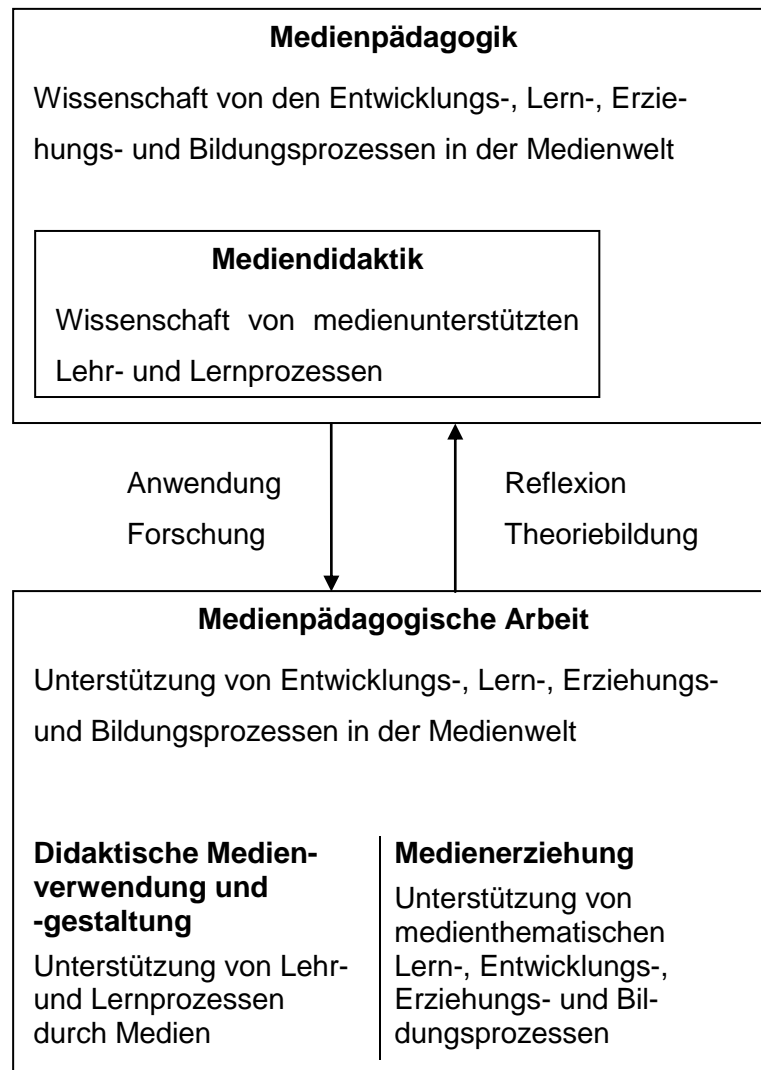 Medienpädagogik
Wissenschaft von den Entwicklungs-, Lern-, Erzie-
hungs- und Bildungsprozessen in der Medienwelt
Mediendidaktik
Wissenschaft von medienunterstützten
Lehr- und Lernprozessen
Anwendung
Forschung
Reflexion
Theoriebildung
Medienpädagogische Arbeit
Unterstützung von Entwicklungs-, Lern-, Erziehungs-
und Bildungsprozessen in der Medienwelt
Didaktische Medien-
verwendung und
-gestaltung
Unterstützung von Lehr-
und Lernprozessen
durch Medien
Medienerziehung
Unterstützung von
medienthematischen
Lern-, Entwicklungs-,
Erziehungs- und Bil-
dungsprozessen